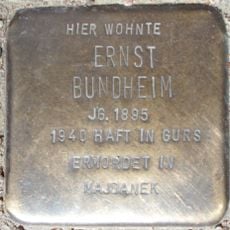 HIER WOHNTE
ERNST
BUNDHEIM
JG. 1895
1940 HAFT IN GURS
ERMORDET IN
MAJDANEK